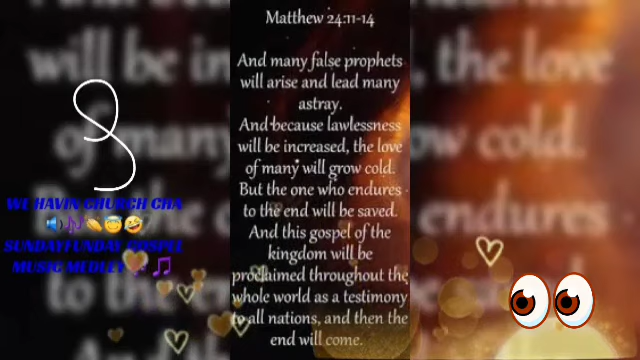 Matthew 24:11-14
And many false prophets
will arise and lead many
astray.
And because lawlessness
will be increased, the love
of many will grow cold.
But the one who endures
to the end will be saved.
And this gospel of the
kingdom will be
proclaimed throughout the
whole world as a testimony
to all nations, and then the
end will come.
WE HAVIN CHURCH CHA
🔊🎶👏😇🤣
SUNDAYFUNDAY GOSPEL
MUSIC MEDLEY 🎶🎵